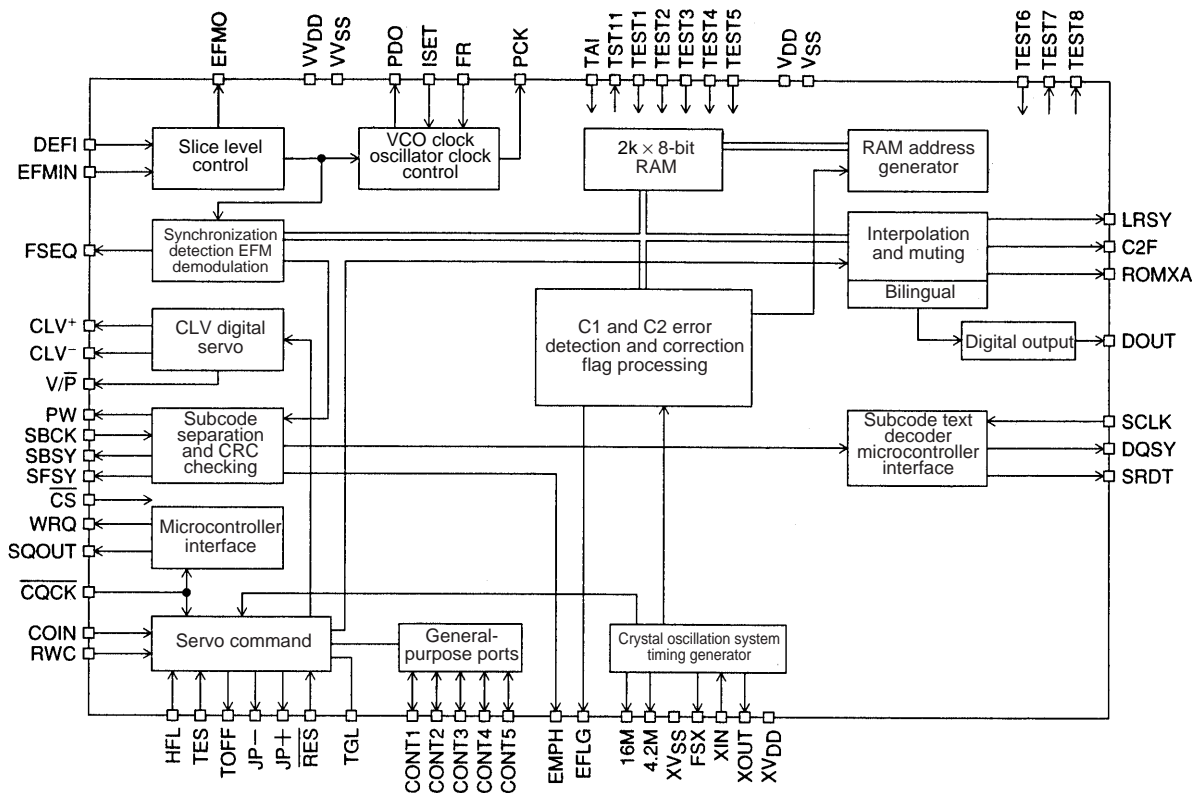 EFMO
VVDD
VVSS
PDO
ISET
FR
PCK
TAI
TST11
TEST1
TEST2
TEST3
TEST4
TEST5
VDD
VSS
TEST6
TEST7
TEST8
DEFI
EFMIN
FSEQ
CLV+
CLV−
V/P̅
PW
SBCK
SBSY
SFSY
C̅S̅
WRQ
SQOUT
C̅Q̅C̅K̅
COIN
RWC
Slice level
control
VCO clock
oscillator clock
control
2k × 8-bit
RAM
RAM address
generator
Synchronization
detection EFM
demodulation
Interpolation
and muting
Bilingual
CLV digital
servo
C1 and C2 error
detection and correction
flag processing
Digital output
Subcode
separation
and CRC
checking
Subcode text
decoder
microcontroller
interface
Microcontroller
interface
Servo command
General-
purpose ports
Crystal oscillation system
timing generator
LRSY
C2F
ROMXA
DOUT
SCLK
DQSY
SRDT
HFL
TES
TOFF
JP−
JP+
R̅E̅S̅
TGL
CONT1
CONT2
CONT3
CONT4
CONT5
EMPH
EFLG
16M
4.2M
XVSS
FSX
XIN
XOUT
XVDD